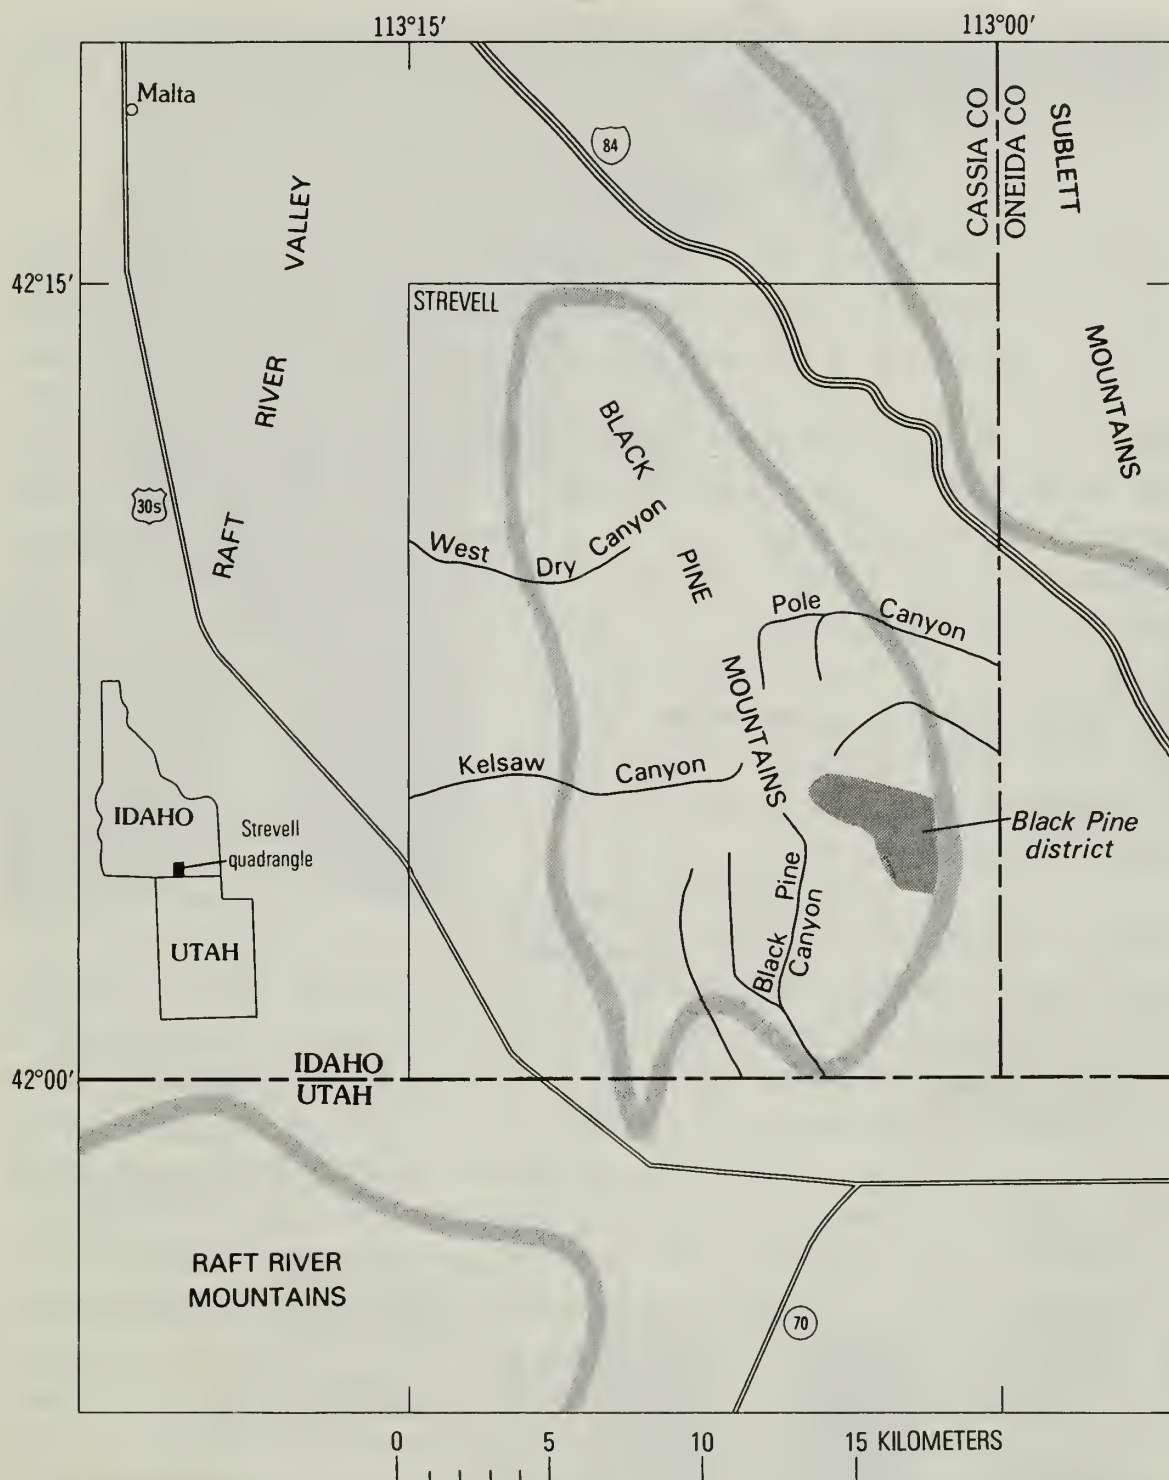 113°15′
113°00′
Malta
84
CASSIA CO
ONEIDA CO
SUBLETT
MOUNTAINS
42°15′
STREVELL
RAFT
RIVER
VALLEY
30s
BLACK
PINE
MOUNTAINS
West Dry Canyon
Pole Canyon
Kelsaw Canyon
Black Pine
district
Black Pine
Canyon
IDAHO
Strevell
quadrangle
UTAH
42°00′
IDAHO
UTAH
RAFT RIVER
MOUNTAINS
70
0 5 10 15 KILOMETERS